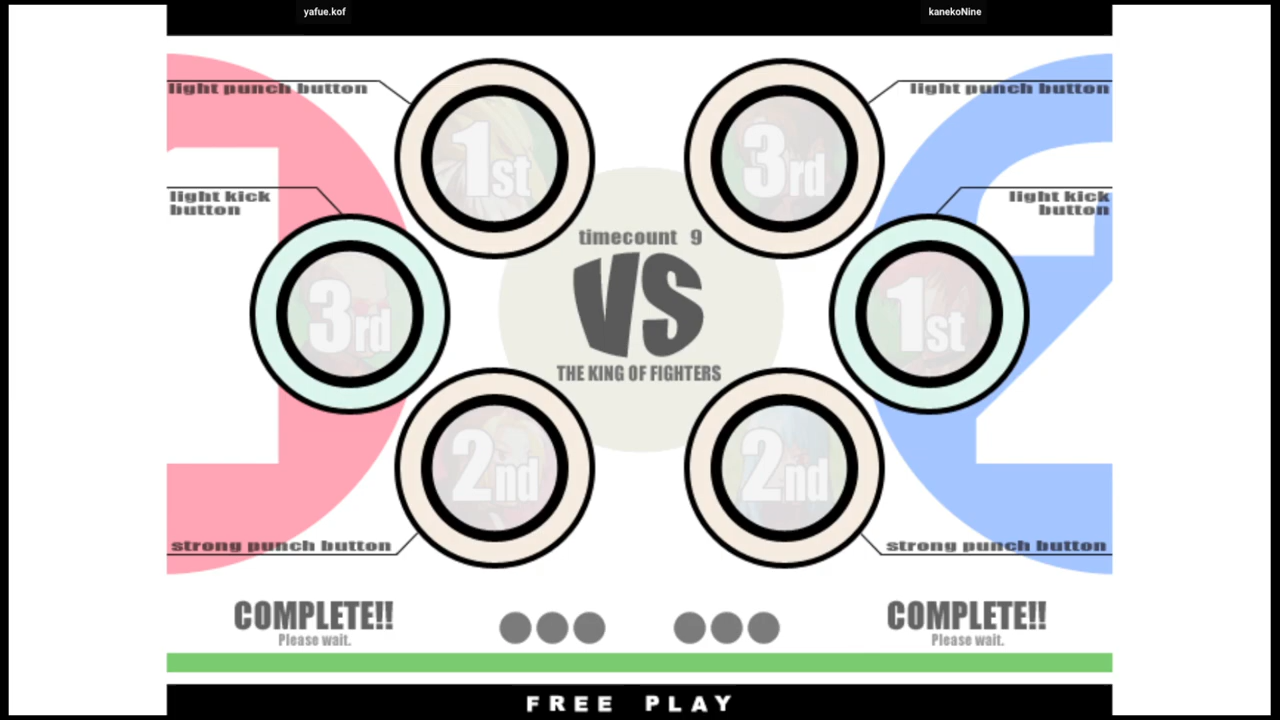 yafue.kof
kanekoNine
light punch button
light punch button
1st
3rd
light kick
button
light kick
button
timecount 9
VS
THE KING OF FIGHTERS
3rd
1st
2nd
2nd
strong punch button
strong punch button
COMPLETE!!
Please wait.
COMPLETE!!
Please wait.
FREE PLAY